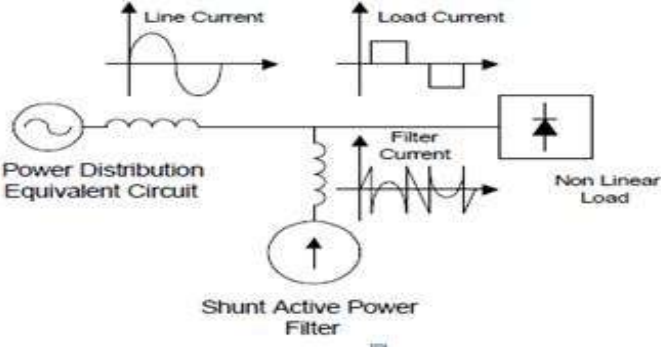 Line Current
Load Current
Filter
Current
Power Distribution
Equivalent Circuit
Non Linear
Load
Shunt Active Power
Filter